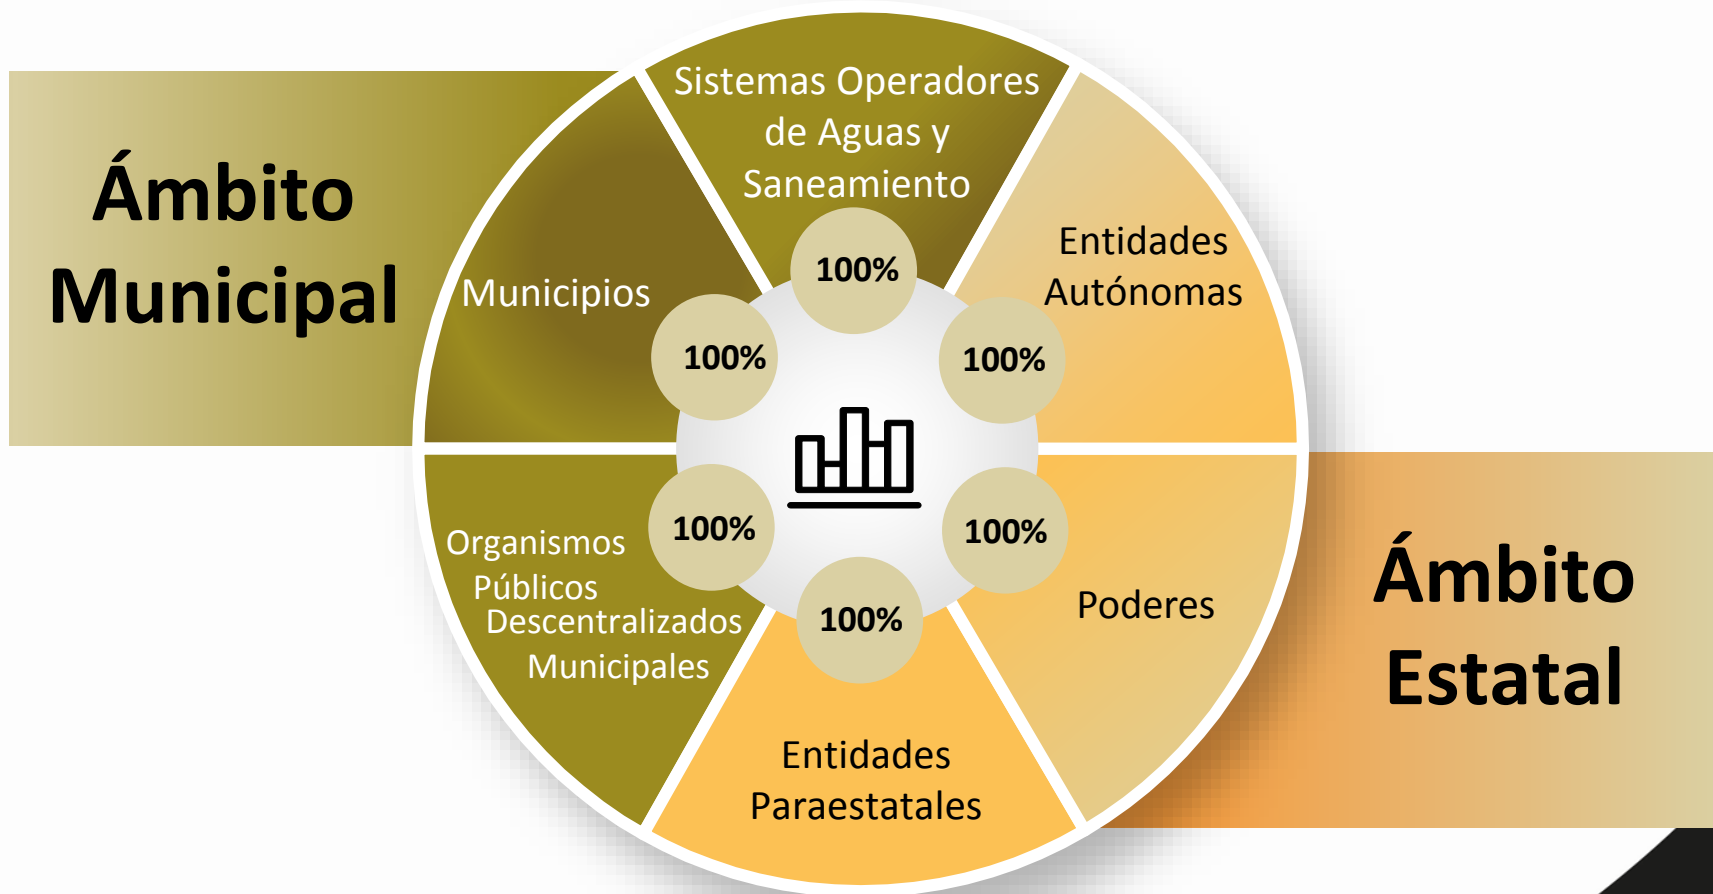 Ámbito
Municipal
Sistemas Operadores
de Aguas y
Saneamiento
100%
Municipios
100%
Organismos
Públicos
Descentralizados
Municipales
100%
Entidades
Autónomas
100%
Poderes
100%
Entidades
Paraestatales
100%
Ámbito
Estatal